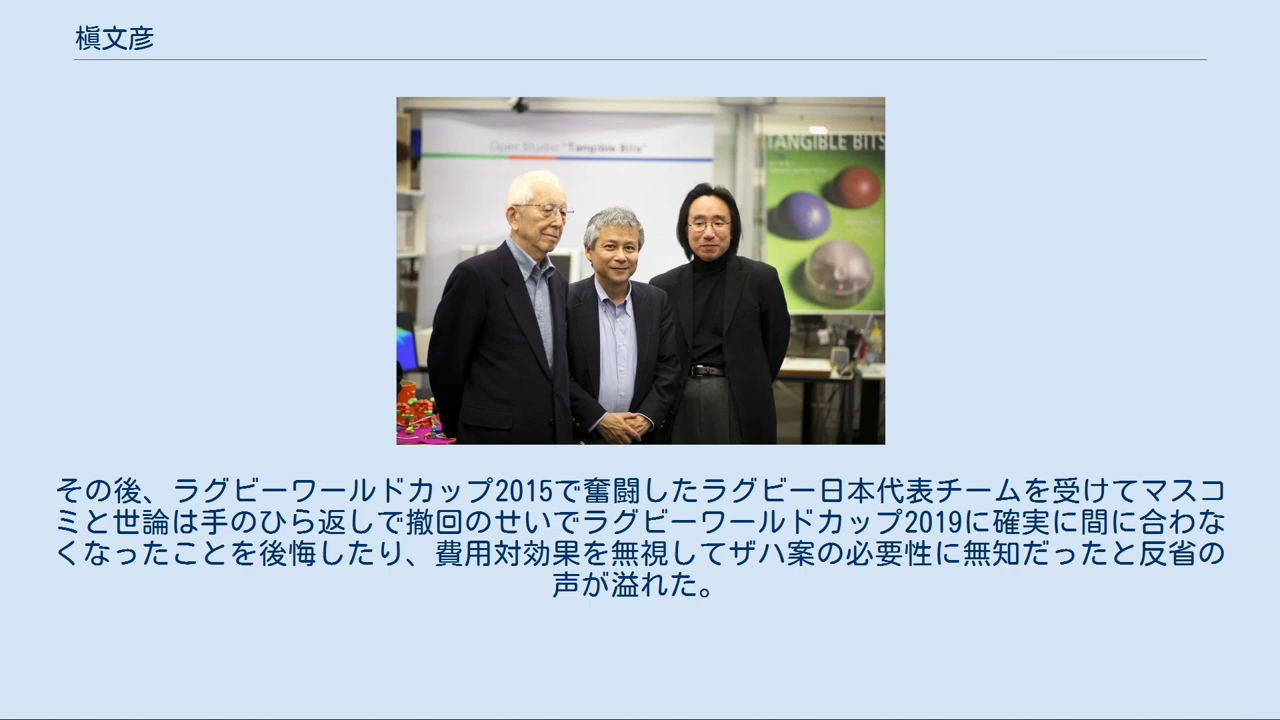 槇文彦
Open Studio "Tangible Bits"
TANGIBLE BITS
その後、ラグビーワールドカップ2015で奮闘したラグビー日本代表チームを受けてマスコ
ミと世論は手のひら返しで撤回のせいでラグビーワールドカップ2019に確実に間に合わな
くなったことを後悔したり、費用対効果を無視してザハ案の必要性に無知だったと反省の
声が溢れた。